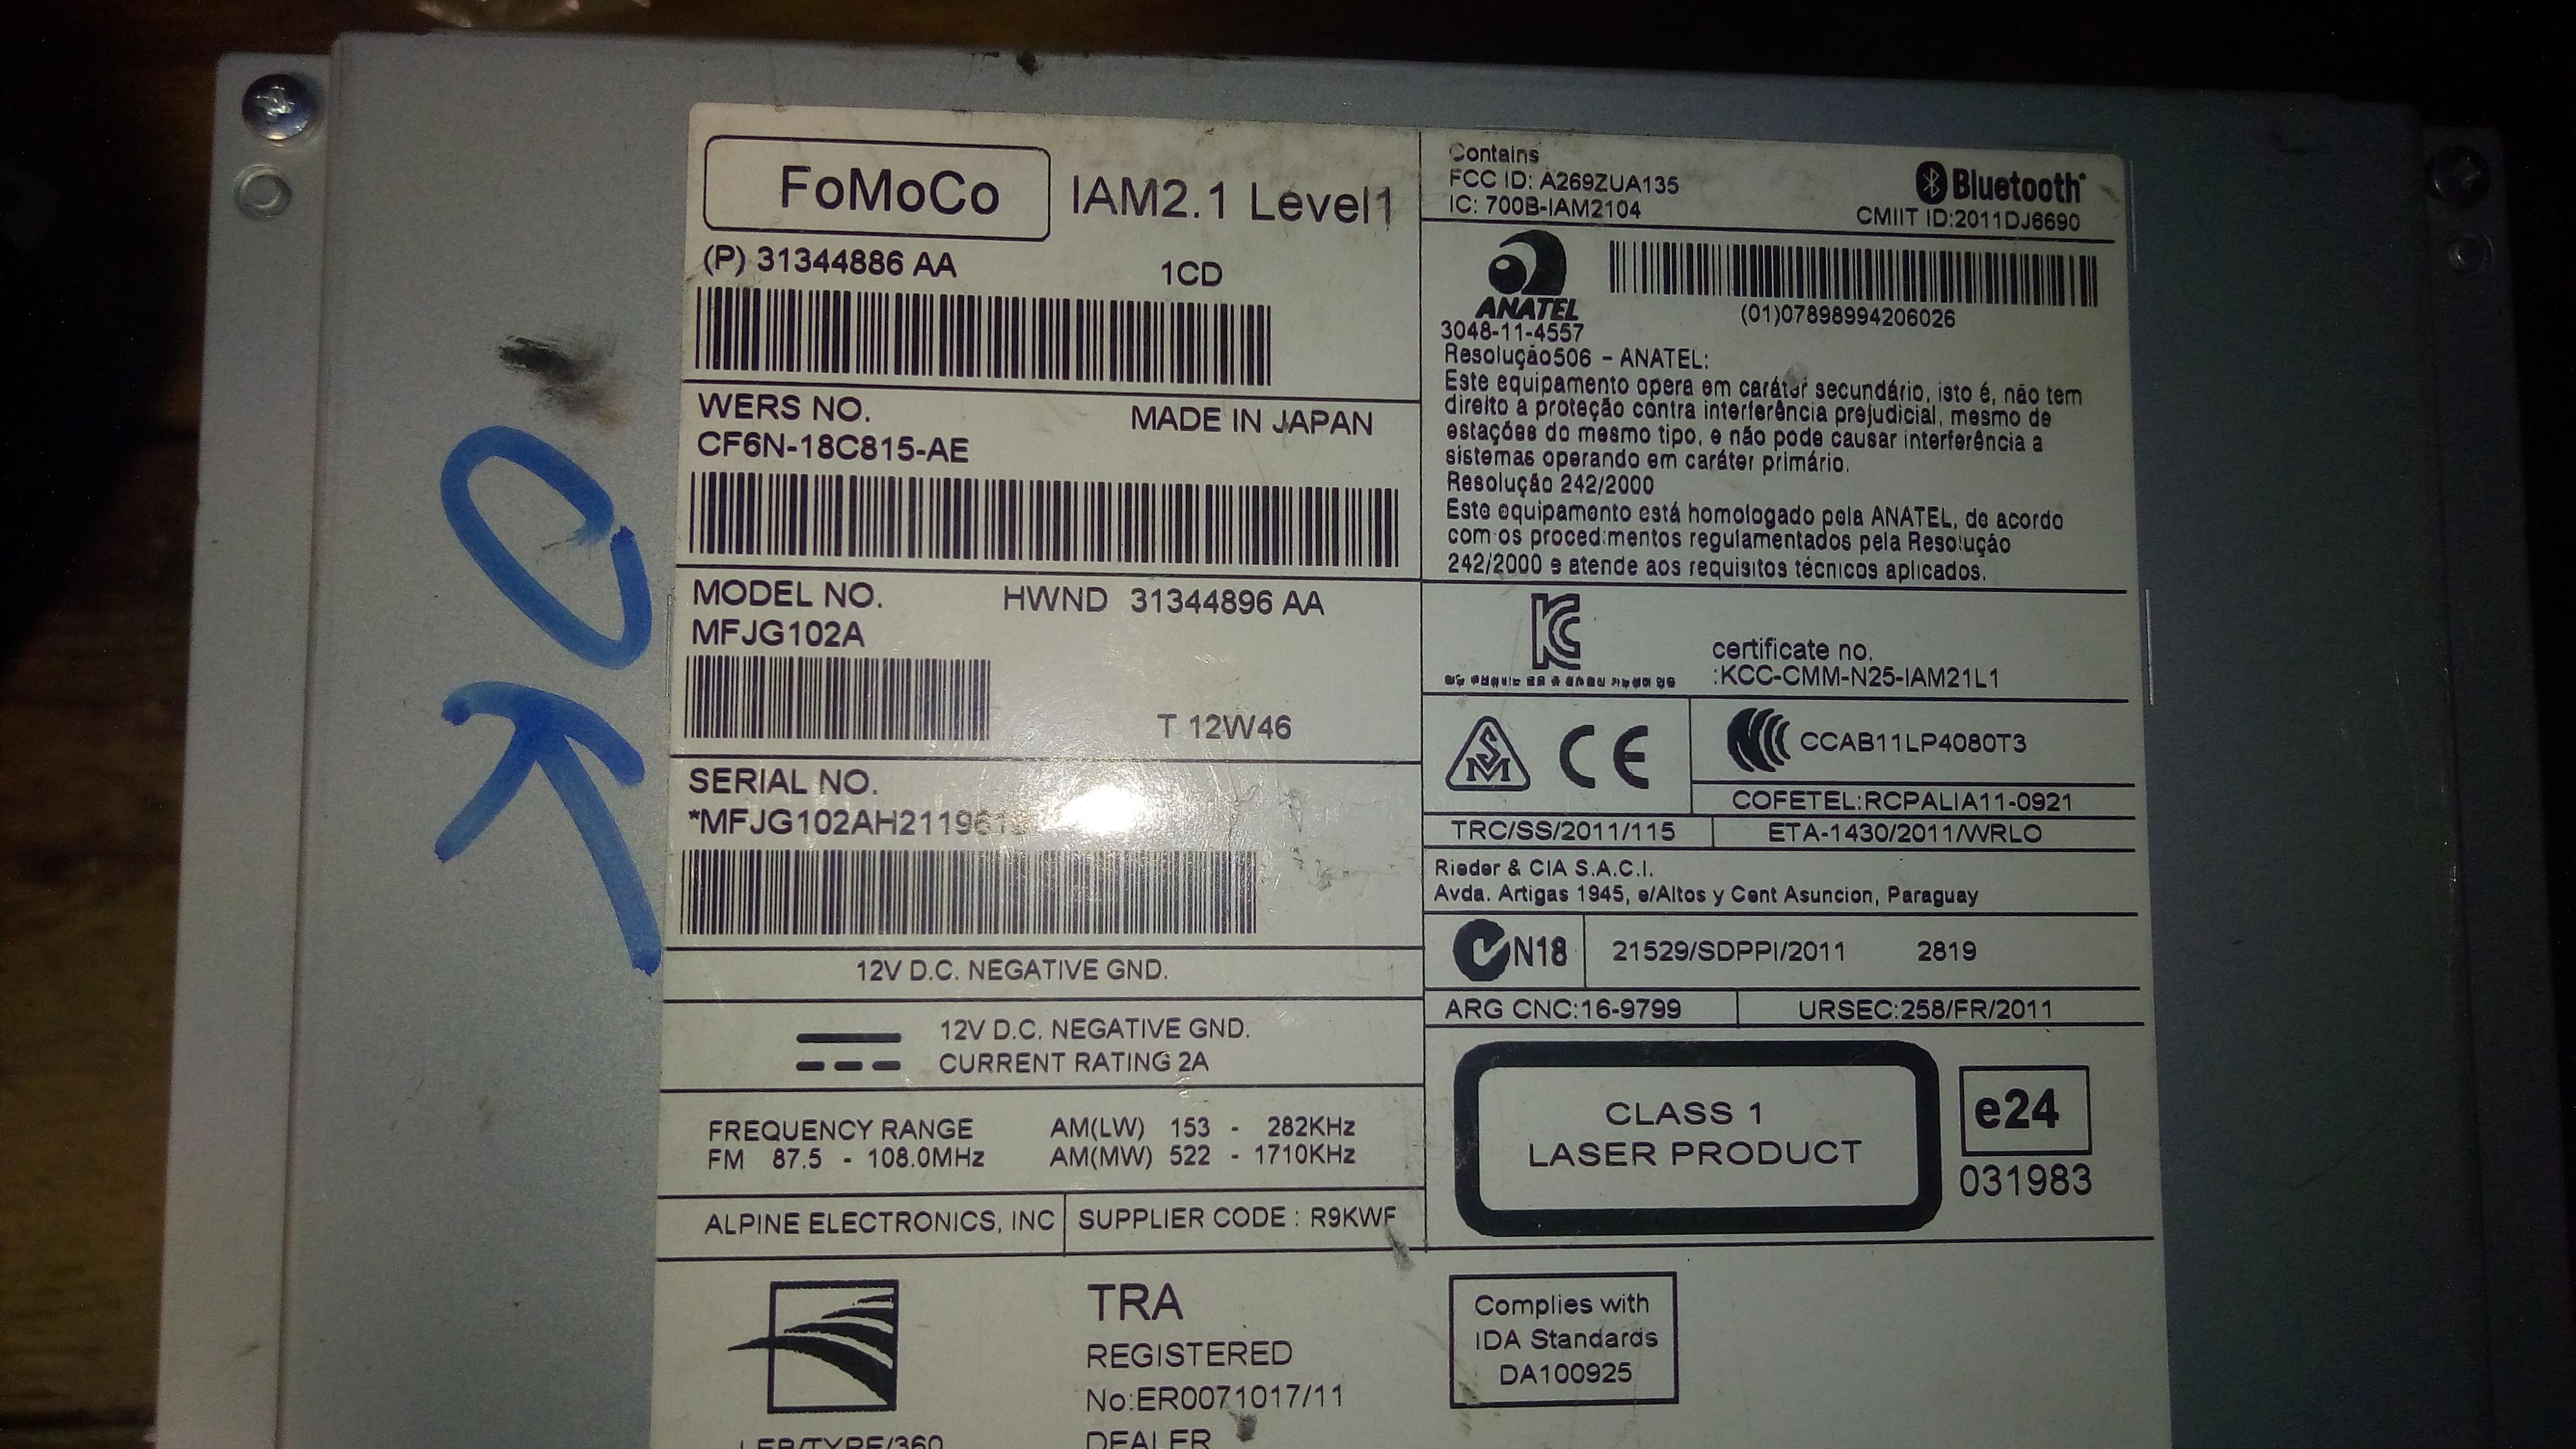 FoMoCo IAM2.1 Level1
(P) 31344886 AA 1CD
WERS NO. MADE IN JAPAN
CF6N-18C815-AE
MODEL NO. HWND 31344896 AA
MFJG102A
T 12W46
SERIAL NO.
12V D.C. NEGATIVE GND.
12V D.C. NEGATIVE GND.
CURRENT RATING 2A
FREQUENCY RANGE AM(LW) 153 - 282KHz
FM 87.5 - 108.0MHz AM(MW) 522 - 1710KHz
ALPINE ELECTRONICS, INC SUPPLIER CODE : R9KWF
Contains
FCC ID: A269ZUA135
IC: 700B-IAM2104
Bluetooth
CMIIT ID:2011DJ6690
ANATEL
3048-11-4557
(01)07898994206026
Resolução506 - ANATEL:
Este equipamento opera em caráter secundário, isto é, não tem
direito a proteção contra interferência prejudicial, mesmo de
estações do mesmo tipo, e não pode causar interferência a
sistemas operando em caráter primário.
Resolução 242/2000
Este equipamento está homologado pela ANATEL, de acordo
com os procedimentos regulamentados pela Resolução
242/2000 e atende aos requisitos técnicos aplicados.
certificate no.
:KCC-CMM-N25-IAM21L1
CE CCAB11LP4080T3
COFETEL:RCPALIA11-0921
TRC/SS/2011/115 ETA-1430/2011/WRLO
Rieder & CIA S.A.C.I.
Avda. Artigas 1945, e/Altos y Cent Asuncion, Paraguay
N18 21529/SDPPI/2011 2819
ARG CNC:16-9799 URSEC:258/FR/2011
CLASS 1
LASER PRODUCT
e24
031983
TRA
REGISTERED
No:ER0071017/11
DEALER
Complies with
IDA Standards
DA100925
OK